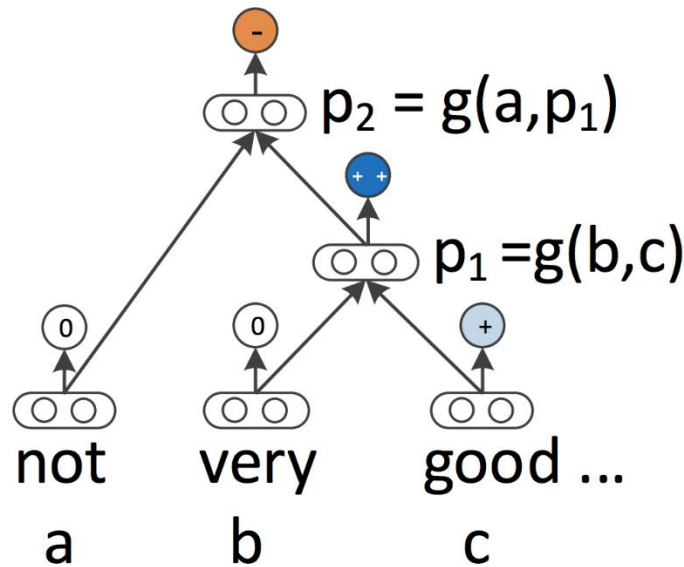 -
p₂ = g(a,p₁)
+ +
p₁ =g(b,c)
0 0 +
not very good ...
a b c